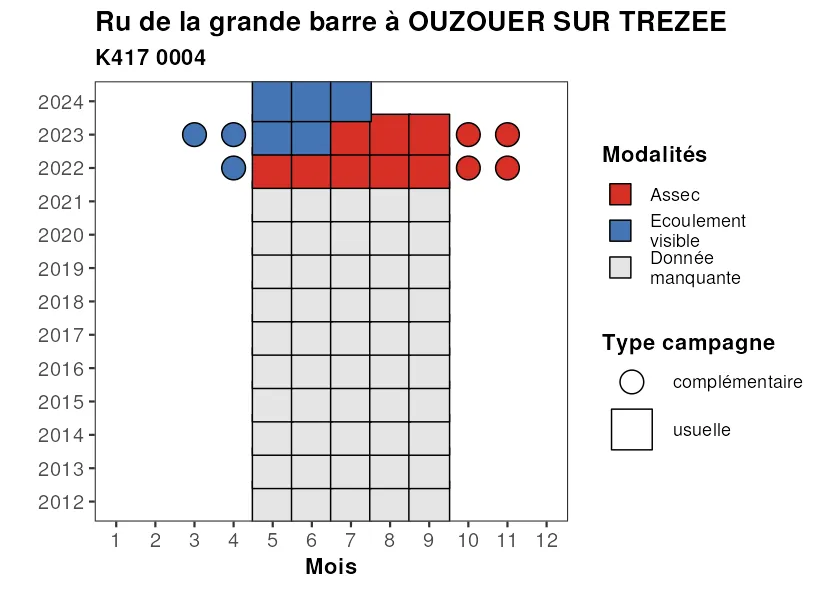 Ru de la grande barre à OUZOUER SUR TREZEE
K417 0004
2024
2023
2022
2021
2020
2019
2018
2017
2016
2015
2014
2013
2012
1 2 3 4 5 6 7 8 9 10 11 12
Mois
Modalités
Assec
Ecoulement
visible
Donnée
manquante
Type campagne
complémentaire
usuelle